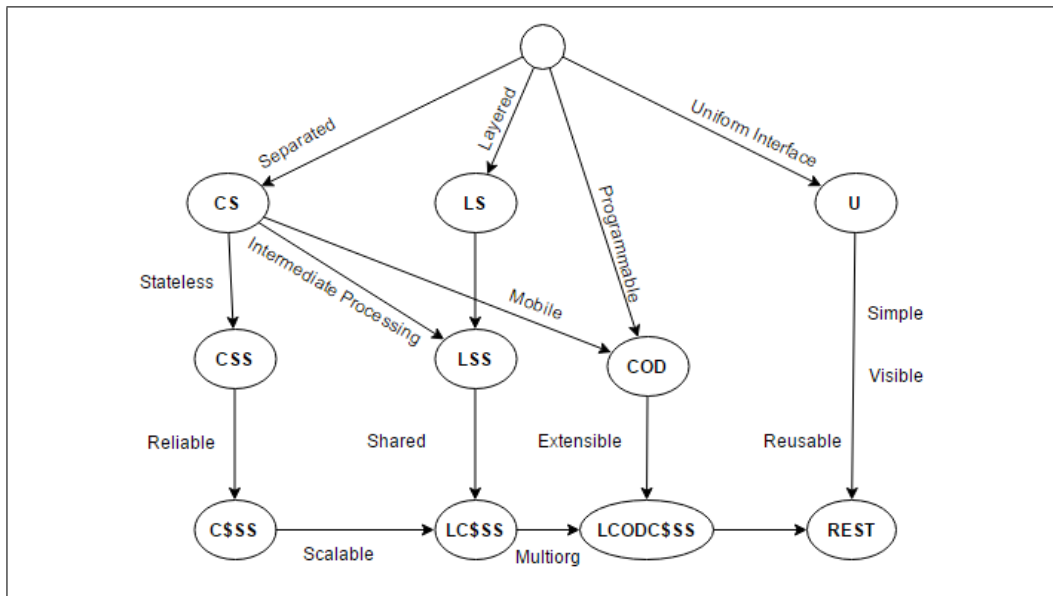 Separated
Layered
Uniform Interface
Programmable
CS
LS
U
Stateless
Intermediate Processing
Mobile
Simple
CSS
LSS
COD
Visible
Reliable
Shared
Extensible
Reusable
C$SS
LC$SS
LCODC$SS
REST
Scalable
Multiorg